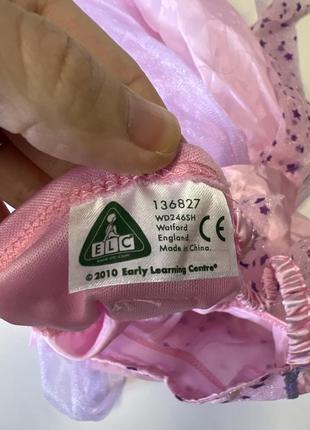 ELC
136827
WD246SH
Watford
England
Made in China.
CE
© 2010 Early Learning Centre®